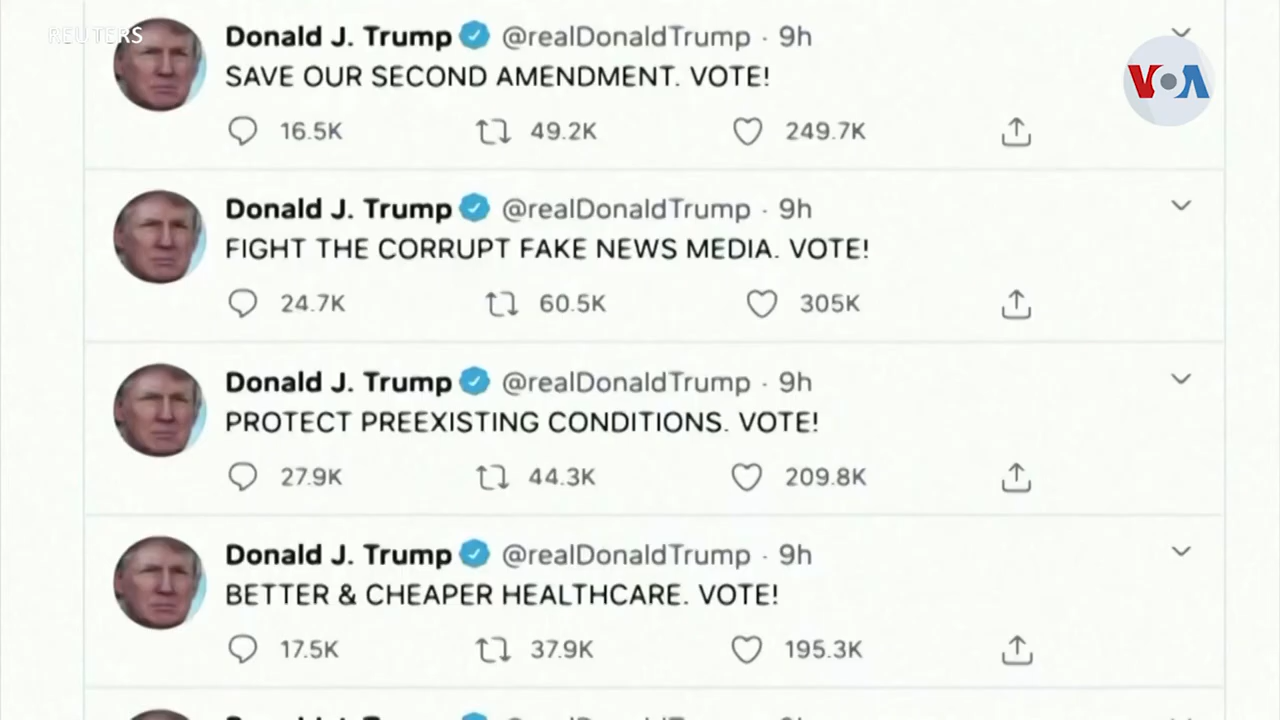 REUTERS
VOA
Donald J. Trump @realDonaldTrump · 9h
SAVE OUR SECOND AMENDMENT. VOTE!
16.5K 49.2K 249.7K
Donald J. Trump @realDonaldTrump · 9h
FIGHT THE CORRUPT FAKE NEWS MEDIA. VOTE!
24.7K 60.5K 305K
Donald J. Trump @realDonaldTrump · 9h
PROTECT PREEXISTING CONDITIONS. VOTE!
27.9K 44.3K 209.8K
Donald J. Trump @realDonaldTrump · 9h
BETTER & CHEAPER HEALTHCARE. VOTE!
17.5K 37.9K 195.3K